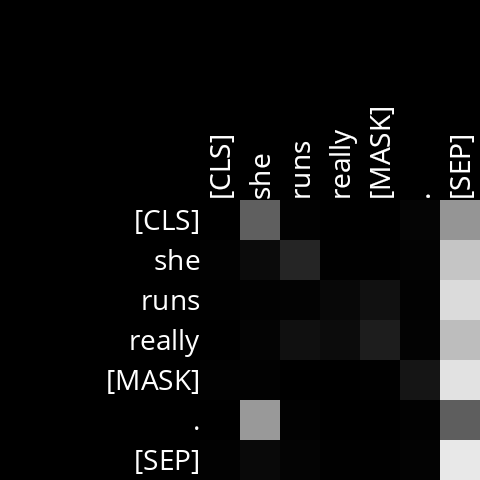 [CLS] she runs really [MASK] . [SEP]
[CLS]
she
runs
really
[MASK]
.
[SEP]